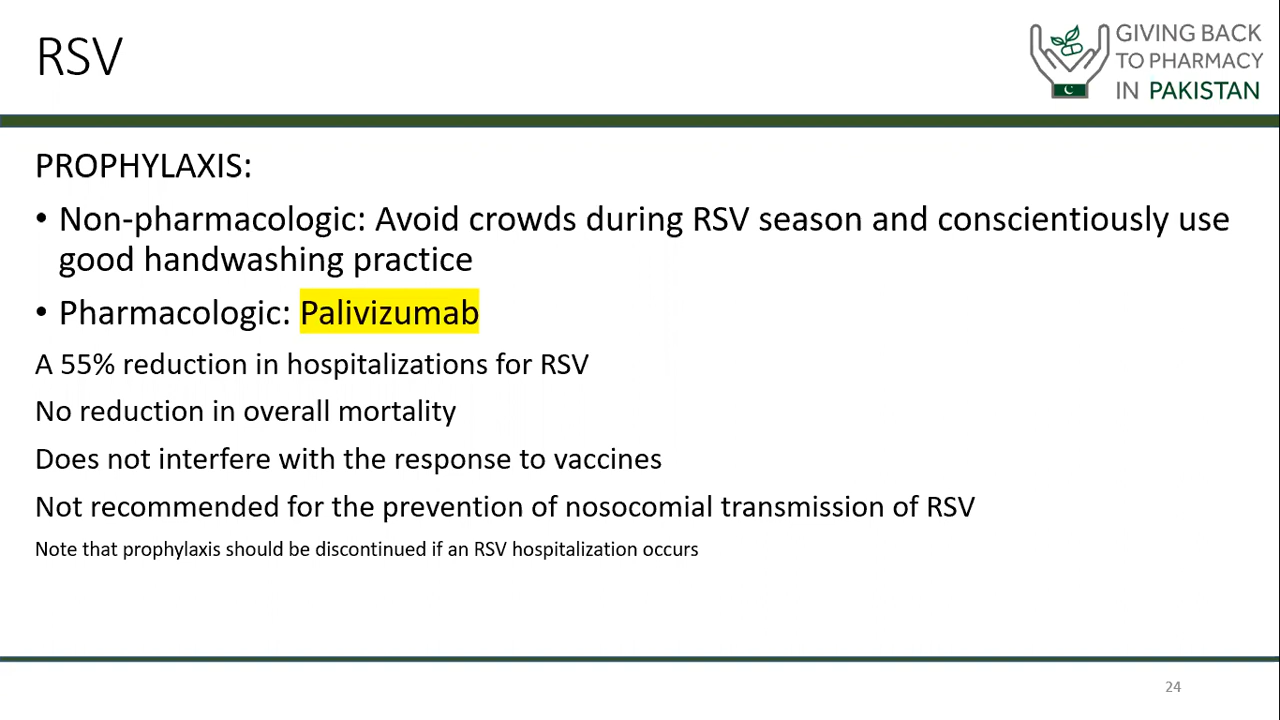 RSV
GIVING BACK
TO PHARMACY
IN PAKISTAN
PROPHYLAXIS:
• Non-pharmacologic: Avoid crowds during RSV season and conscientiously use
good handwashing practice
• Pharmacologic: Palivizumab
A 55% reduction in hospitalizations for RSV
No reduction in overall mortality
Does not interfere with the response to vaccines
Not recommended for the prevention of nosocomial transmission of RSV
Note that prophylaxis should be discontinued if an RSV hospitalization occurs
24